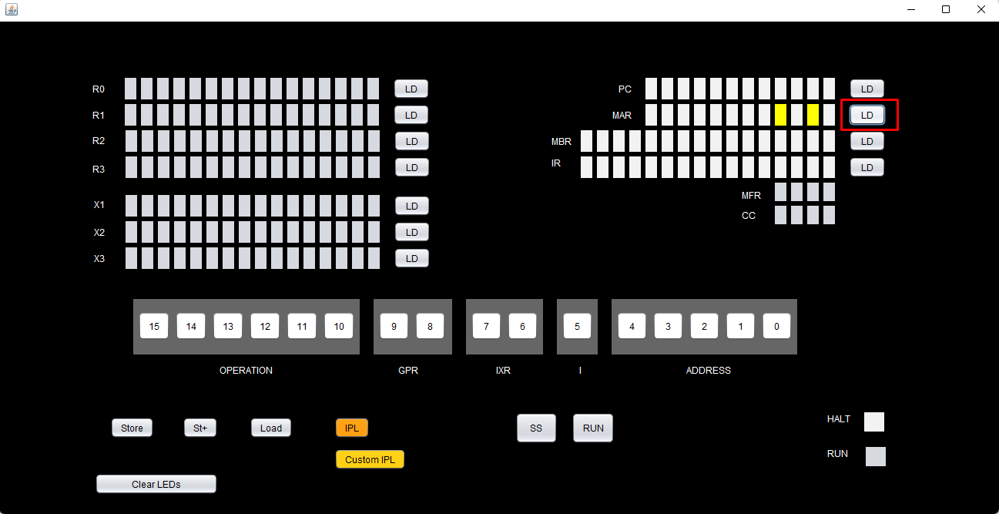 R0 LD PC LD
R1 LD MAR LD
R2 LD MBR LD
R3 LD IR LD
MFR
X1 LD CC
X2 LD
X3 LD
15 14 13 12 11 10 9 8 7 6 5 4 3 2 1 0
OPERATION GPR IXR I ADDRESS
Store St+ Load IPL SS RUN HALT
Custom IPL RUN
Clear LEDs